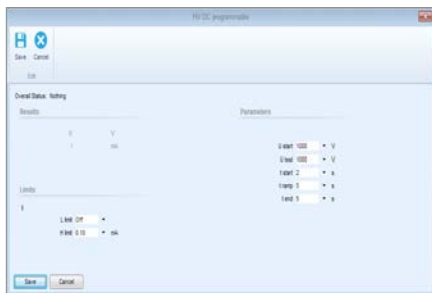 HV DC programmable
Save Cancel
Edit
Overall Status: Nothing
Results
U V
I mA
Limits
I
L limit Off
H limit 0.10 mA
Parameters
U start 1000 V
U test 1000 V
t start 2 s
t ramp 3 s
t end 5 s
Save Cancel